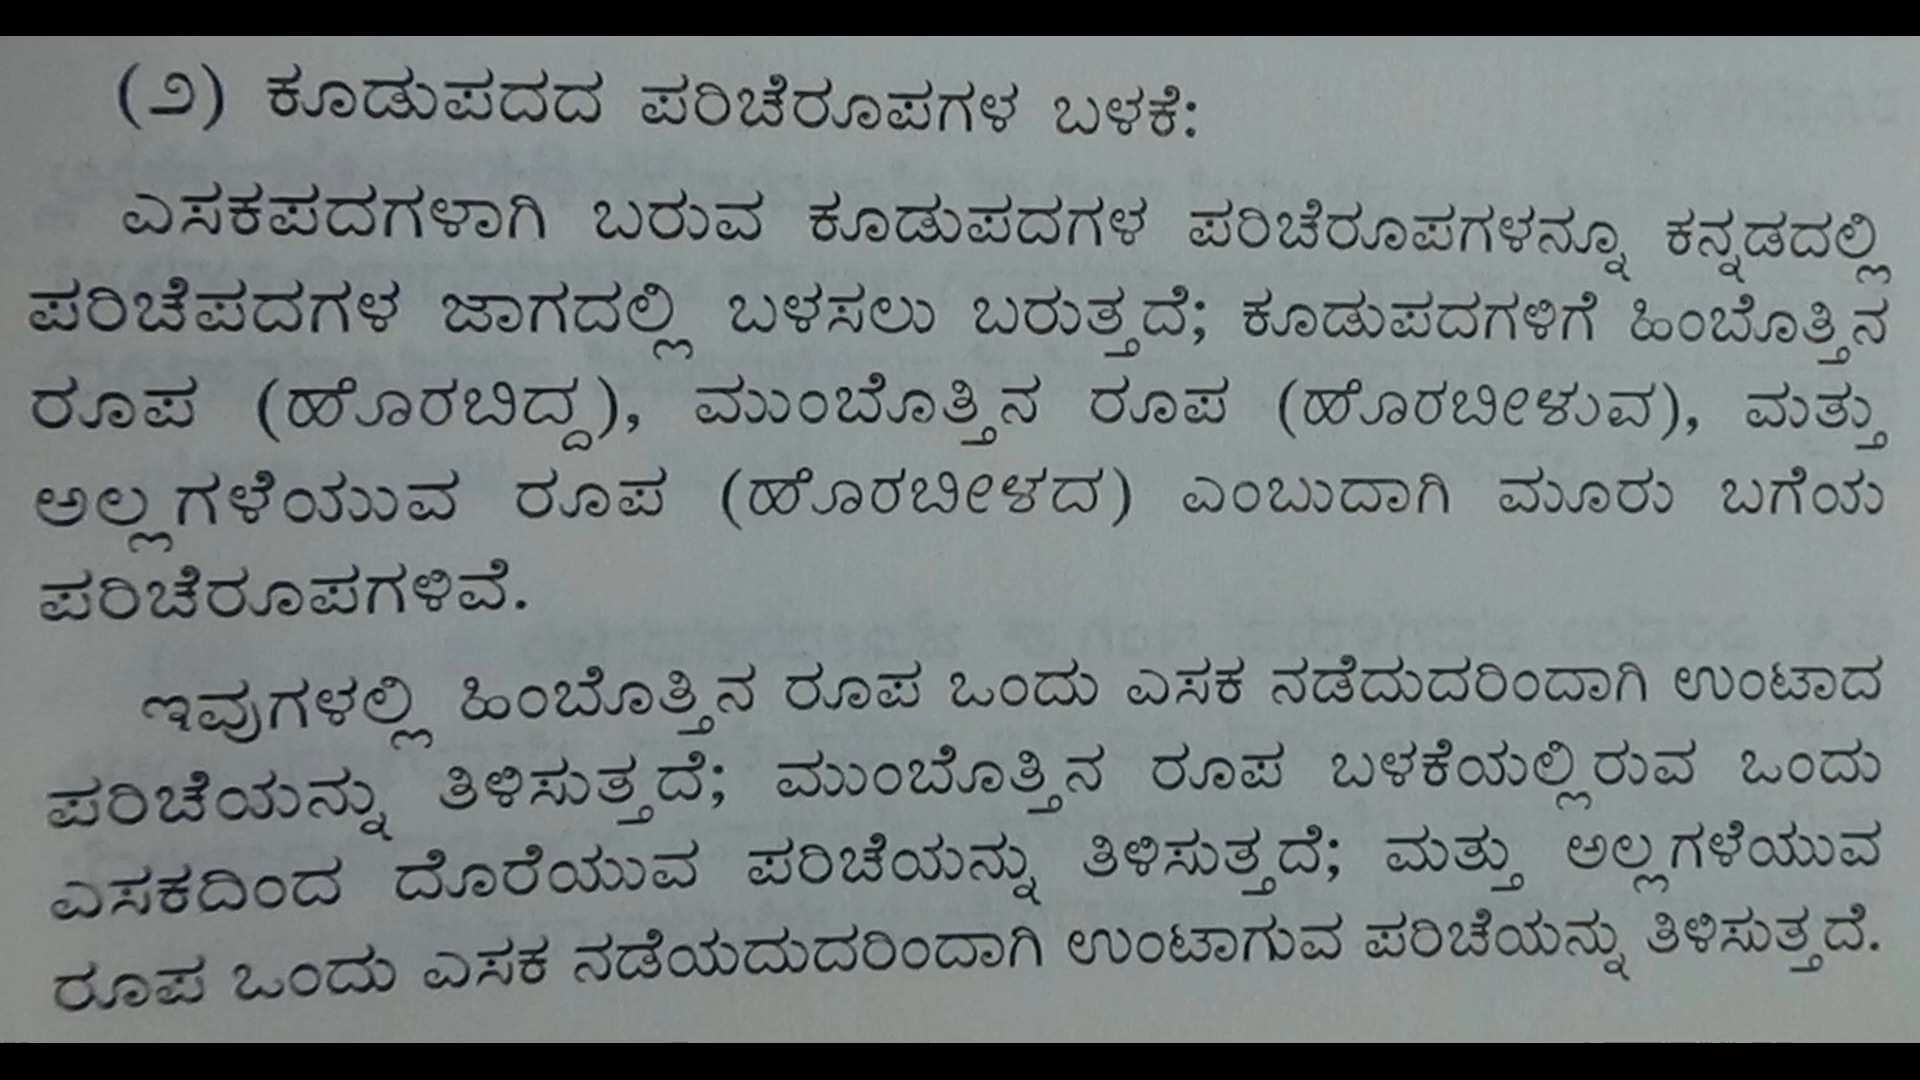 (೨) ಕೂಡುಪದದ ಪರಿಚೆರೂಪಗಳ ಬಳಕೆ:
ಎಸಕಪದಗಳಾಗಿ ಬರುವ ಕೂಡುಪದಗಳ ಪರಿಚೆರೂಪಗಳನ್ನೂ ಕನ್ನಡದಲ್ಲಿ
ಪರಿಚೆಪದಗಳ ಜಾಗದಲ್ಲಿ ಬಳಸಲು ಬರುತ್ತದೆ; ಕೂಡುಪದಗಳಿಗೆ ಹಿಂಬೊತ್ತಿನ
ರೂಪ (ಹೊರಬಿದ್ದ), ಮುಂಬೊತ್ತಿನ ರೂಪ (ಹೊರಬೀಳುವ), ಮತ್ತು
ಅಲ್ಲಗಳೆಯುವ ರೂಪ (ಹೊರಬೀಳದ) ಎಂಬುದಾಗಿ ಮೂರು ಬಗೆಯ
ಪರಿಚೆರೂಪಗಳಿವೆ.
ಇವುಗಳಲ್ಲಿ ಹಿಂಬೊತ್ತಿನ ರೂಪ ಒಂದು ಎಸಕ ನಡೆದುದರಿಂದಾಗಿ ಉಂಟಾದ
ಪರಿಚೆಯನ್ನು ತಿಳಿಸುತ್ತದೆ; ಮುಂಬೊತ್ತಿನ ರೂಪ ಬಳಕೆಯಲ್ಲಿರುವ ಒಂದು
ಎಸಕದಿಂದ ದೊರೆಯುವ ಪರಿಚೆಯನ್ನು ತಿಳಿಸುತ್ತದೆ; ಮತ್ತು ಅಲ್ಲಗಳೆಯುವ
ರೂಪ ಒಂದು ಎಸಕ ನಡೆಯದುದರಿಂದಾಗಿ ಉಂಟಾಗುವ ಪರಿಚೆಯನ್ನು ತಿಳಿಸುತ್ತದೆ.